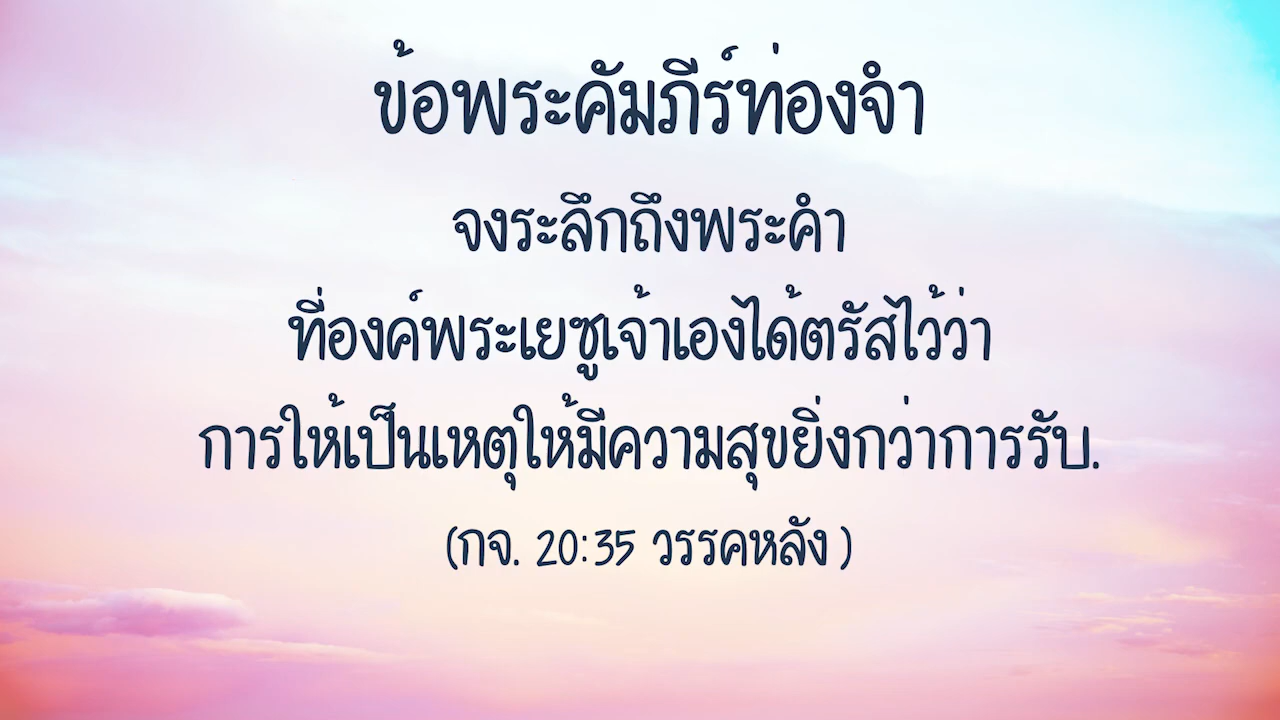 ข้อพระคัมภีร์ท่องจำ
จงระลึกถึงพระคำ
ที่องค์พระเยซูเจ้าเองได้ตรัสไว้ว่า
การให้เป็นเหตุให้มีความสุขยิ่งกว่าการรับ.
(กจ. 20:35 วรรคหลัง )